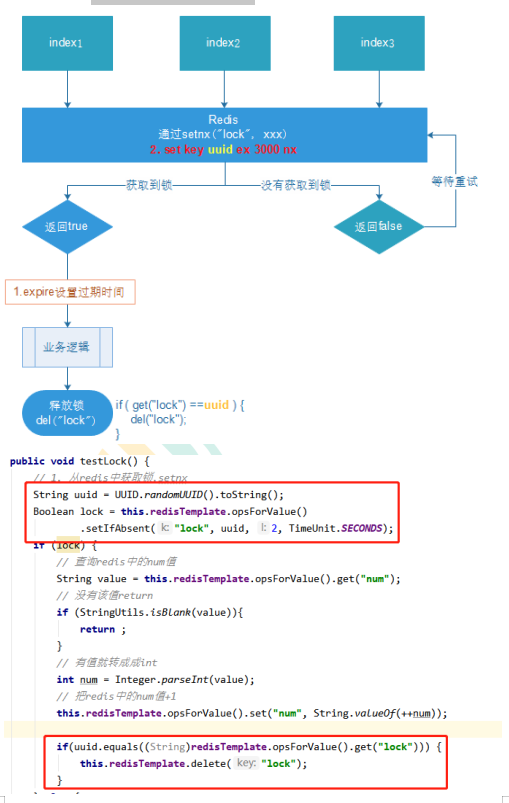 index1
index2
index3
Redis
通过setnx("lock", xxx)
2. set key uuid ex 3000 nx
获取到锁
没有获取到锁
等待重试
返回true
返回false
1.expire设置过期时间
业务逻辑
释放锁
del("lock")
if ( get("lock") ==uuid ) {
del("lock");
}
public void testLock() {
// 1. 从redis中获取锁,setnx
String uuid = UUID.randomUUID().toString();
Boolean lock = this.redisTemplate.opsForValue()
.setIfAbsent( k: "lock", uuid, l: 2, TimeUnit.SECONDS);
if (lock) {
// 查询redis中的num值
String value = this.redisTemplate.opsForValue().get("num");
// 没有该值return
if (StringUtils.isBlank(value)){
return ;
}
// 有值就转成成int
int num = Integer.parseInt(value);
// 把redis中的num值+1
this.redisTemplate.opsForValue().set("num", String.valueOf(++num));
if(uuid.equals((String)redisTemplate.opsForValue().get("lock"))) {
this.redisTemplate.delete( key: "lock");
}